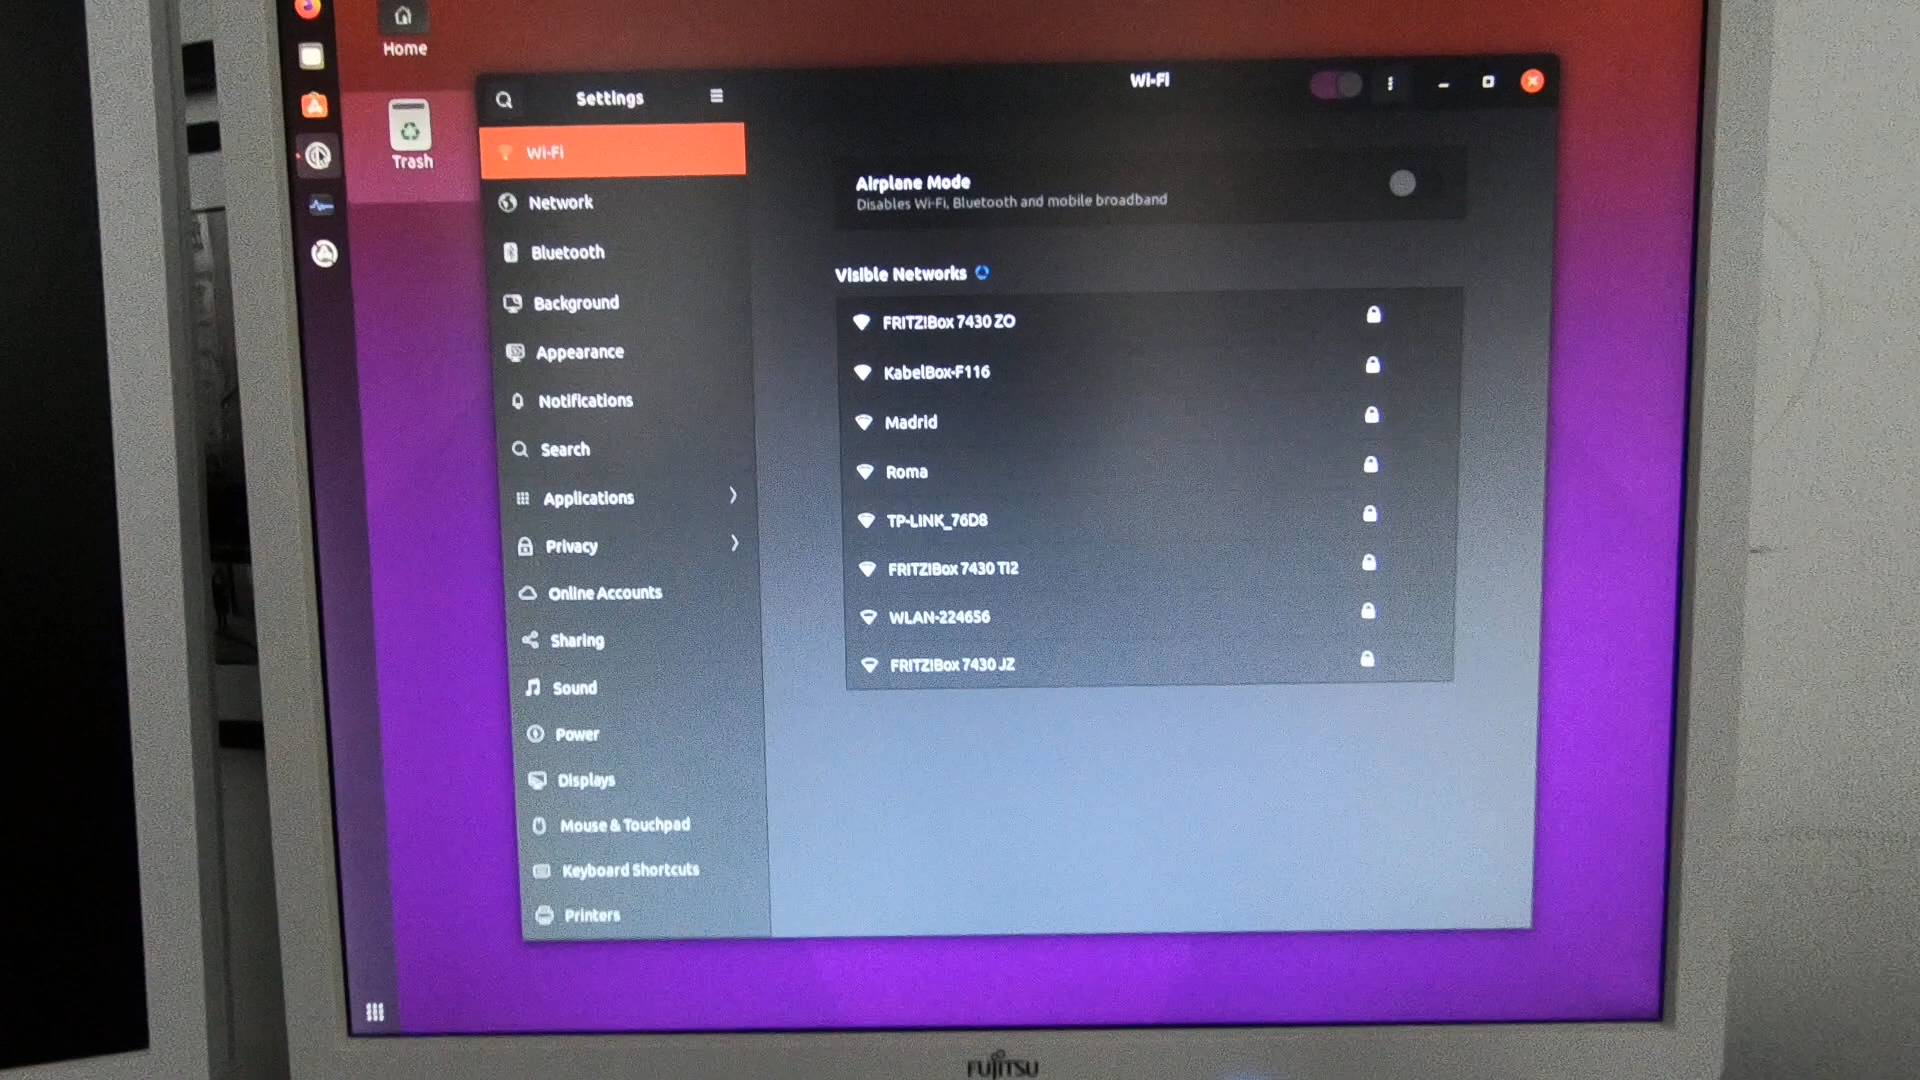 Home
Trash
Settings
Wi-Fi
Wi-Fi
Network
Bluetooth
Background
Appearance
Notifications
Search
Applications
Privacy
Online Accounts
Sharing
Sound
Power
Displays
Mouse & Touchpad
Keyboard Shortcuts
Printers
Airplane Mode
Disables Wi-Fi, Bluetooth and mobile broadband
Visible Networks
FRITZ!Box 7430 ZO
KabelBox-F116
Madrid
Roma
TP-LINK_76D8
FRITZ!Box 7430 TI2
WLAN-224656
FRITZ!Box 7430 JZ
FUJITSU